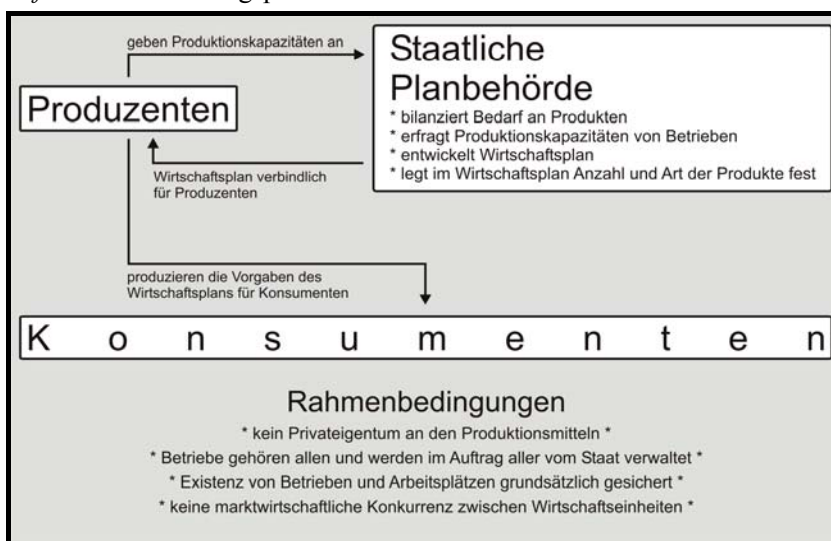 geben Produktionskapazitäten an
Staatliche
Planbehörde
* bilanziert Bedarf an Produkten
* erfragt Produktionskapazitäten von Betrieben
* entwickelt Wirtschaftsplan
* legt im Wirtschaftsplan Anzahl und Art der Produkte fest
Produzenten
Wirtschaftsplan verbindlich
für Produzenten
produzieren die Vorgaben des
Wirtschaftsplans für Konsumenten
K o n s u m e n t e n
Rahmenbedingungen
* kein Privateigentum an den Produktionsmitteln *
* Betriebe gehören allen und werden im Auftrag aller vom Staat verwaltet *
* Existenz von Betrieben und Arbeitsplätzen grundsätzlich gesichert *
* keine marktwirtschaftliche Konkurrenz zwischen Wirtschaftseinheiten *